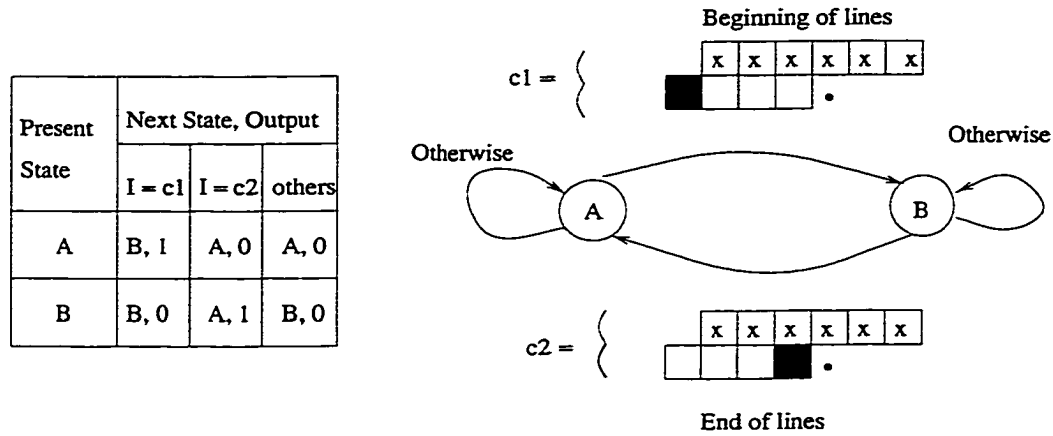 Present
State
Next State, Output
I = c1 I = c2 others
A B, 1 A, 0 A, 0
B B, 0 A, 1 B, 0
Beginning of lines
c1 =
x x x x x x
Otherwise
Otherwise
A
B
c2 =
x x x x x x
End of lines